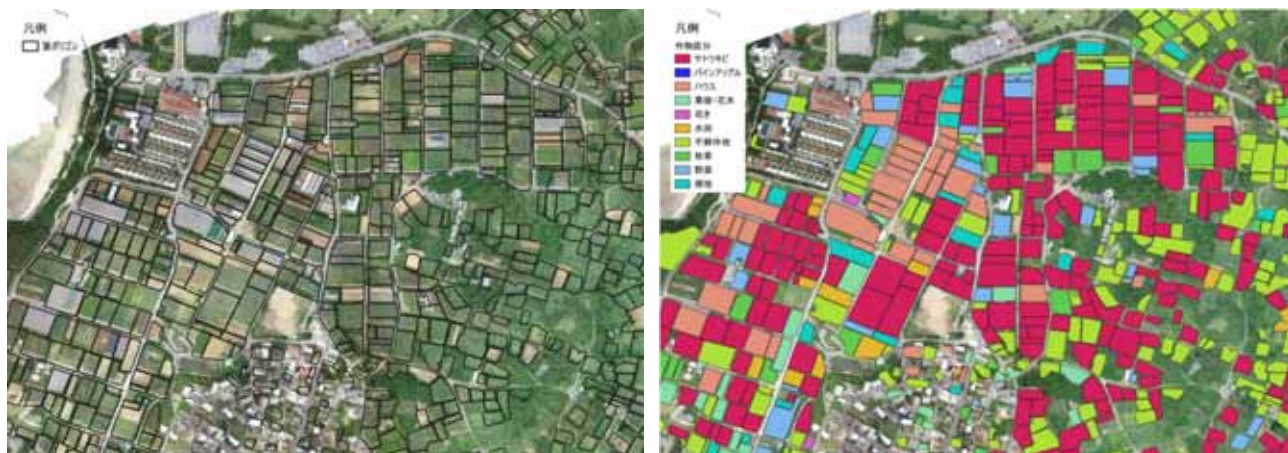 凡例
筆ポリゴン
凡例
作物区分
サトウキビ
パインアップル
ハウス
果樹・花木
花き
水田
不耕作地
牧草
野菜
裸地